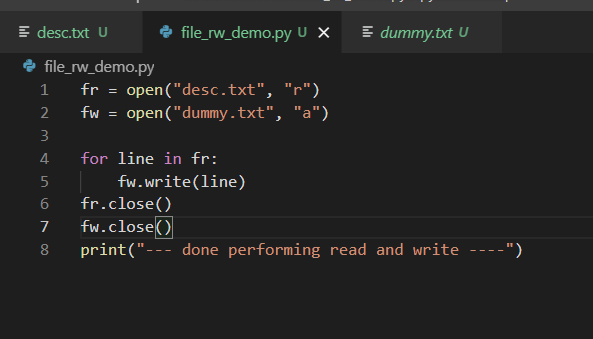 desc.txt U file_rw_demo.py U dummy.txt U
file_rw_demo.py
1 fr = open("desc.txt", "r")
2 fw = open("dummy.txt", "a")
3
4 for line in fr:
5     fw.write(line)
6 fr.close()
7 fw.close()
8 print("--- done performing read and write ----")